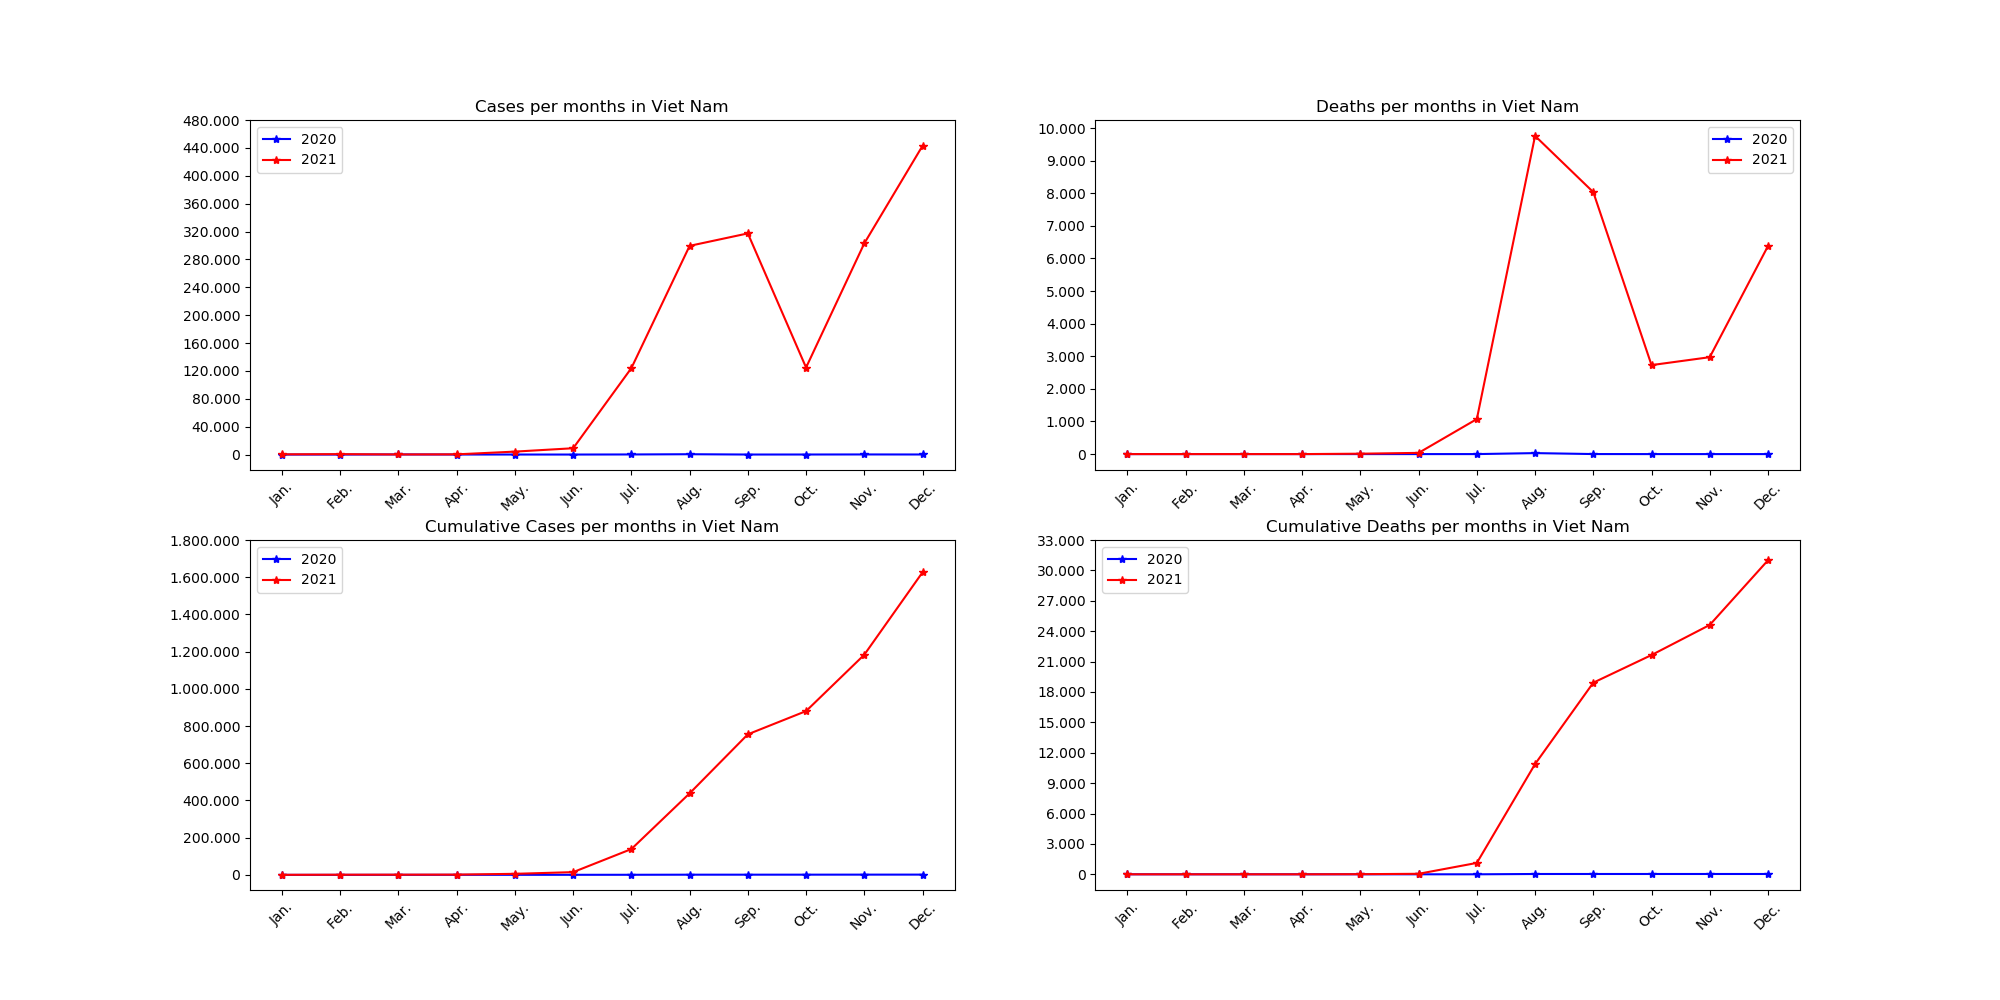 Cases per months in Viet Nam
480.000
440.000
400.000
360.000
320.000
280.000
240.000
200.000
160.000
120.000
80.000
40.000
0
2020
2021
Jan.
Feb.
Mar.
Apr.
May.
Jun.
Jul.
Aug.
Sep.
Oct.
Nov.
Dec.
Deaths per months in Viet Nam
10.000
9.000
8.000
7.000
6.000
5.000
4.000
3.000
2.000
1.000
0
2020
2021
Jan.
Feb.
Mar.
Apr.
May.
Jun.
Jul.
Aug.
Sep.
Oct.
Nov.
Dec.
Cumulative Cases per months in Viet Nam
1.800.000
1.600.000
1.400.000
1.200.000
1.000.000
800.000
600.000
400.000
200.000
0
2020
2021
Jan.
Feb.
Mar.
Apr.
May.
Jun.
Jul.
Aug.
Sep.
Oct.
Nov.
Dec.
Cumulative Deaths per months in Viet Nam
33.000
30.000
27.000
24.000
21.000
18.000
15.000
12.000
9.000
6.000
3.000
0
2020
2021
Jan.
Feb.
Mar.
Apr.
May.
Jun.
Jul.
Aug.
Sep.
Oct.
Nov.
Dec.